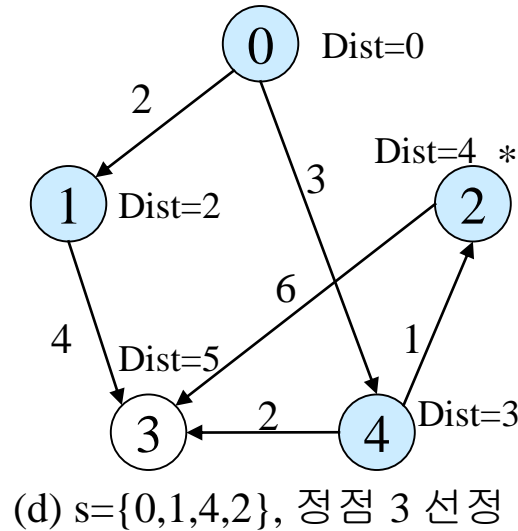 0 Dist=0
2
Dist=4 *
3
1 Dist=2
2
6
4
1
Dist=5
Dist=3
3
2
4
(d) s={0,1,4,2}, 정점 3 선정